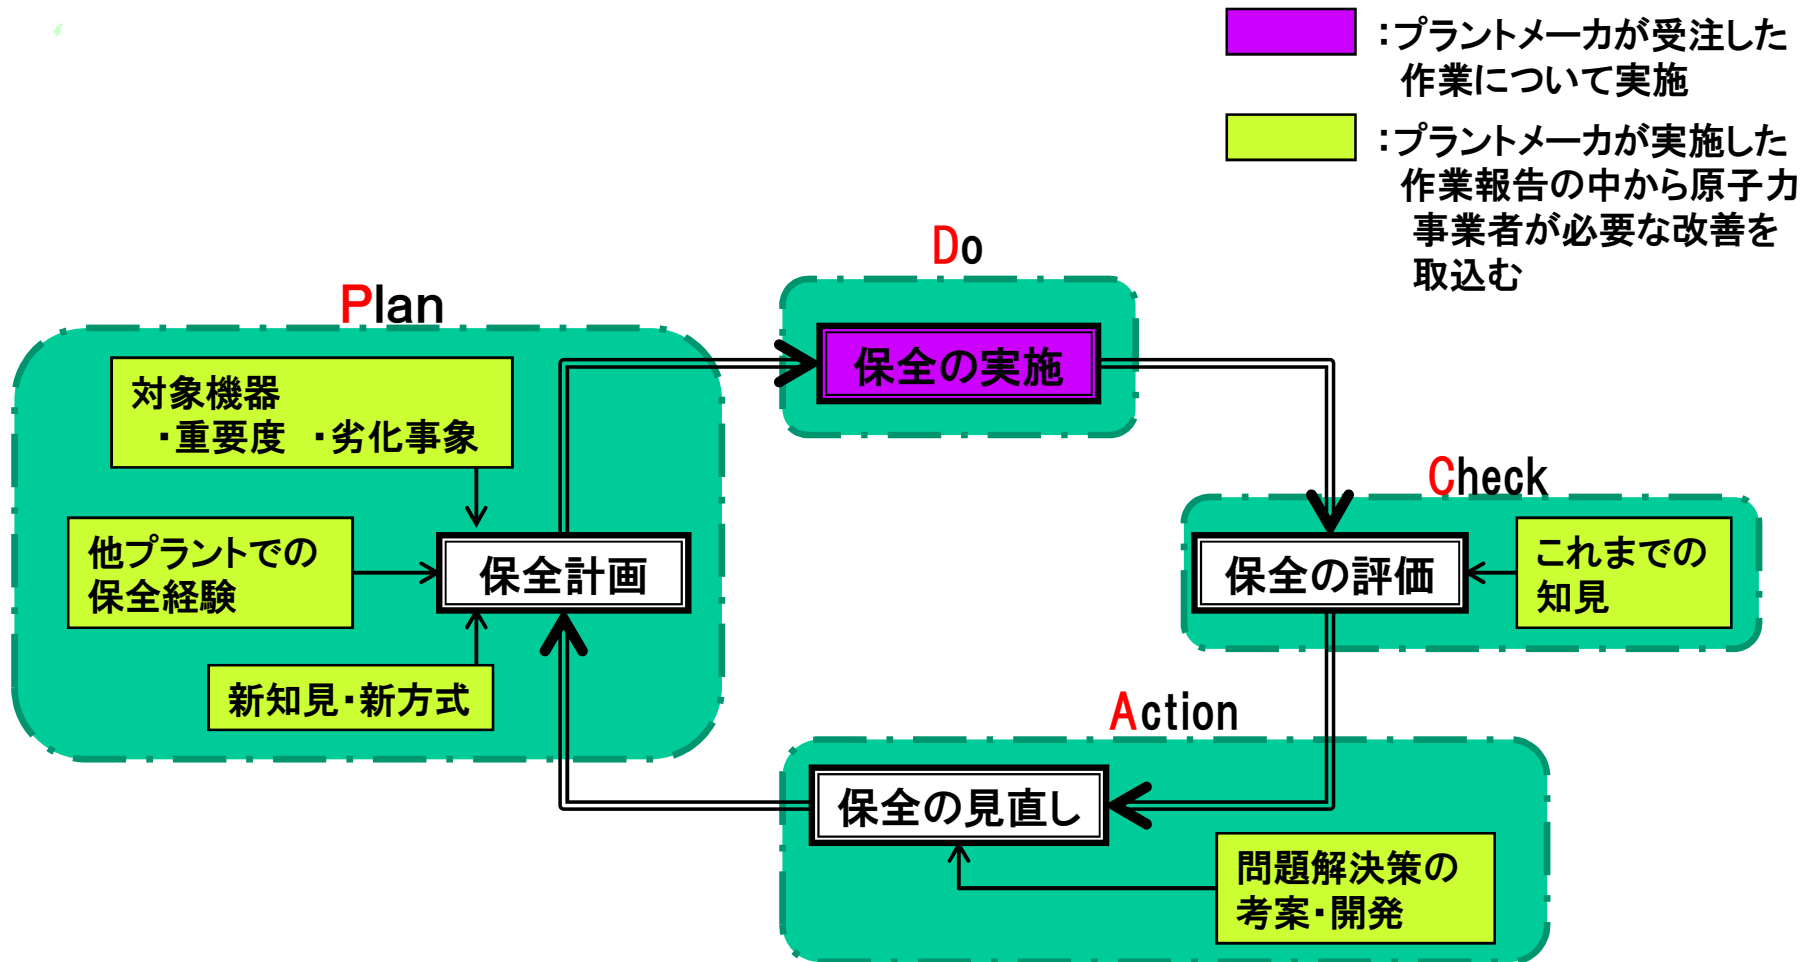 ：プラントメーカが受注した
作業について実施
：プラントメーカが実施した
作業報告の中から原子力
事業者が必要な改善を
取込む
Plan
対象機器
・重要度 ・劣化事象
他プラントでの
保全経験
新知見・新方式
保全計画
Do
保全の実施
Check
保全の評価
これまでの
知見
Action
保全の見直し
問題解決策の
考案・開発